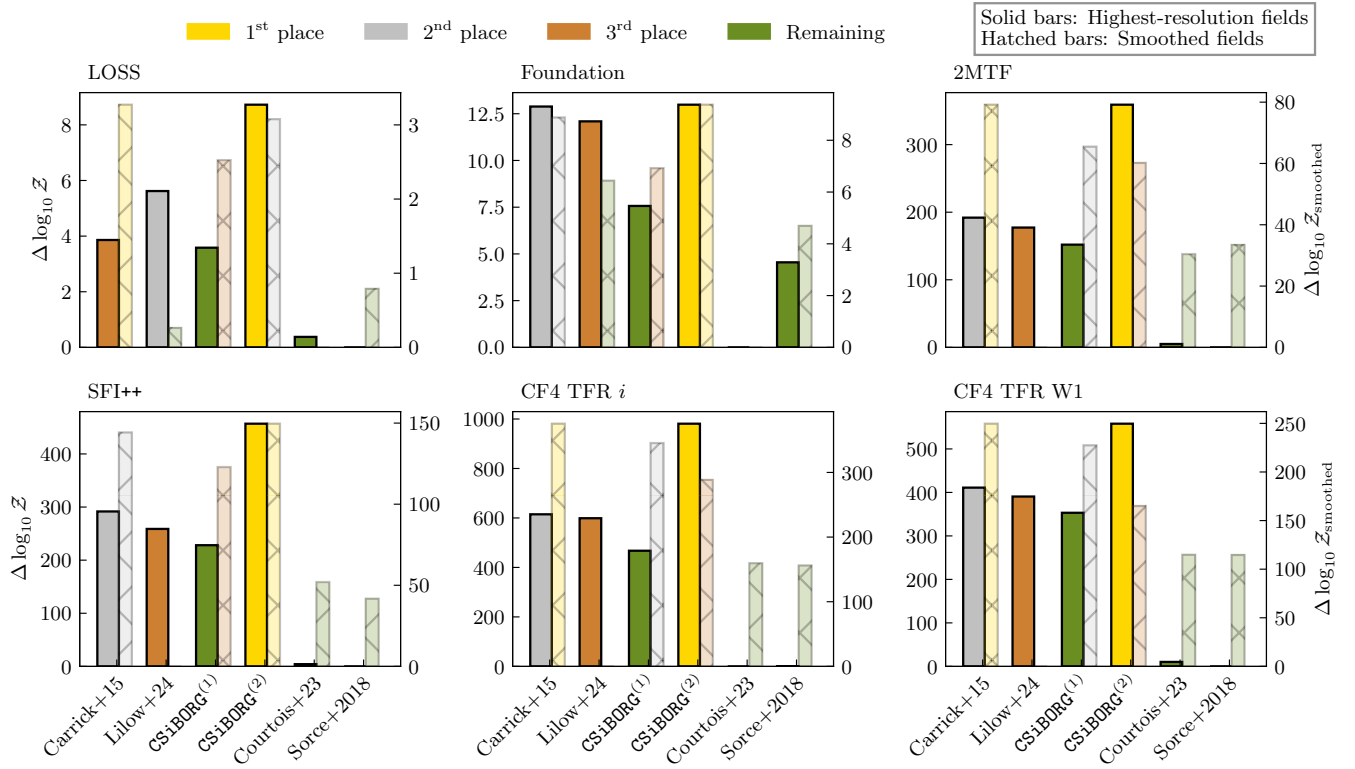 1st place 2nd place 3rd place Remaining
Solid bars: Highest-resolution fields
Hatched bars: Smoothed fields
LOSS
Δ log10 Z
8
6
4
2
0
3
2
1
0
Foundation
12.5
10.0
7.5
5.0
2.5
0.0
8
6
4
2
0
2MTF
300
200
100
0
80
60
40
20
0
Δ log10 Zsmoothed
SFI++
Δ log10 Z
400
300
200
100
0
150
100
50
0
CF4 TFR i
1000
800
600
400
200
0
300
200
100
0
CF4 TFR W1
500
400
300
200
100
0
250
200
150
100
50
0
Δ log10 Zsmoothed
Carrick+15
Lilow+24
CSiBORG(1)
CSiBORG(2)
Courtois+23
Sorce+2018
Carrick+15
Lilow+24
CSiBORG(1)
CSiBORG(2)
Courtois+23
Sorce+2018
Carrick+15
Lilow+24
CSiBORG(1)
CSiBORG(2)
Courtois+23
Sorce+2018